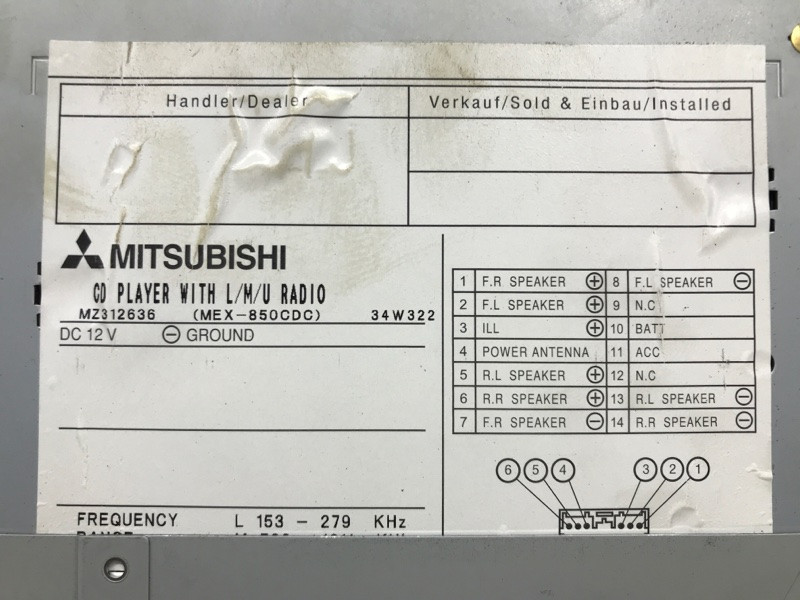 Handler/Dealer
Verkauf/Sold & Einbau/Installed
MITSUBISHI
CD PLAYER WITH L/M/U RADIO
MZ312636 (MEX-850CDC) 34W322
DC 12 V ⊖ GROUND
1 F.R SPEAKER ⊕ 8 F.L SPEAKER ⊖
2 F.L SPEAKER ⊕ 9 N.C
3 ILL ⊕ 10 BATT
4 POWER ANTENNA 11 ACC
5 R.L SPEAKER ⊕ 12 N.C
6 R.R SPEAKER ⊕ 13 R.L SPEAKER ⊖
7 F.R SPEAKER ⊖ 14 R.R SPEAKER ⊖
6 5 4 3 2 1
FREQUENCY L 153 - 279 KHz